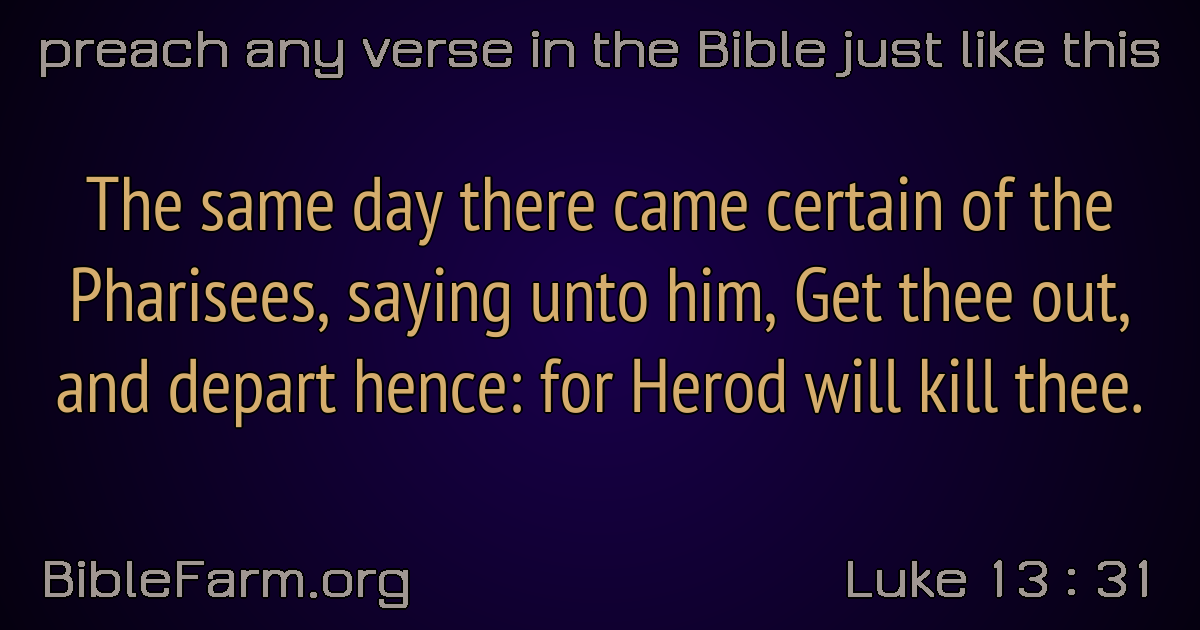 preach any verse in the Bible just like this
The same day there came certain of the
Pharisees, saying unto him, Get thee out,
and depart hence: for Herod will kill thee.
BibleFarm.org
Luke 13 : 31